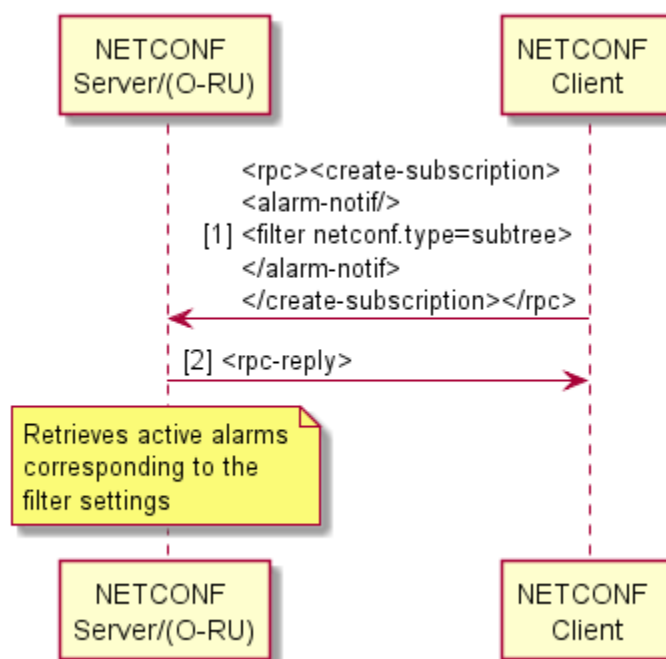 NETCONF
Server/(O-RU)
NETCONF
Client
<rpc><create-subscription>
<alarm-notif/>
[1] <filter netconf.type=subtree>
</alarm-notif>
</create-subscription></rpc>
[2] <rpc-reply>
Retrieves active alarms
corresponding to the
filter settings
NETCONF
Server/(O-RU)
NETCONF
Client